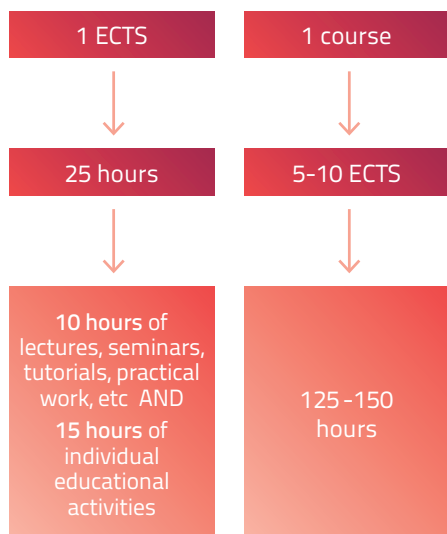 1 ECTS
25 hours
10 hours of
lectures, seminars,
tutorials, practical
work, etc AND
15 hours of
individual
educational
activities
1 course
5-10 ECTS
125-150
hours